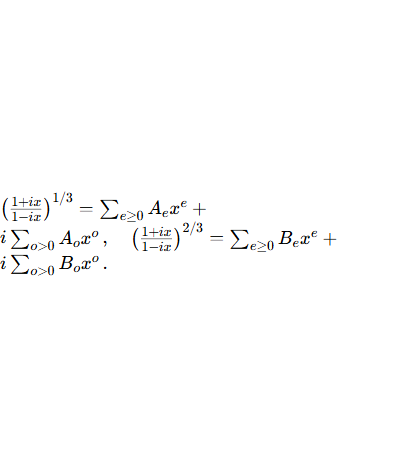 $\left(\frac{1+ix}{1-ix}\right)^{1/3} = \sum_{e \geq 0} A_e x^e +$
$i \sum_{o > 0} A_o x^o \,, \quad \left(\frac{1+ix}{1-ix}\right)^{2/3} = \sum_{e \geq 0} B_e x^e +$
$i \sum_{o > 0} B_o x^o \,.$